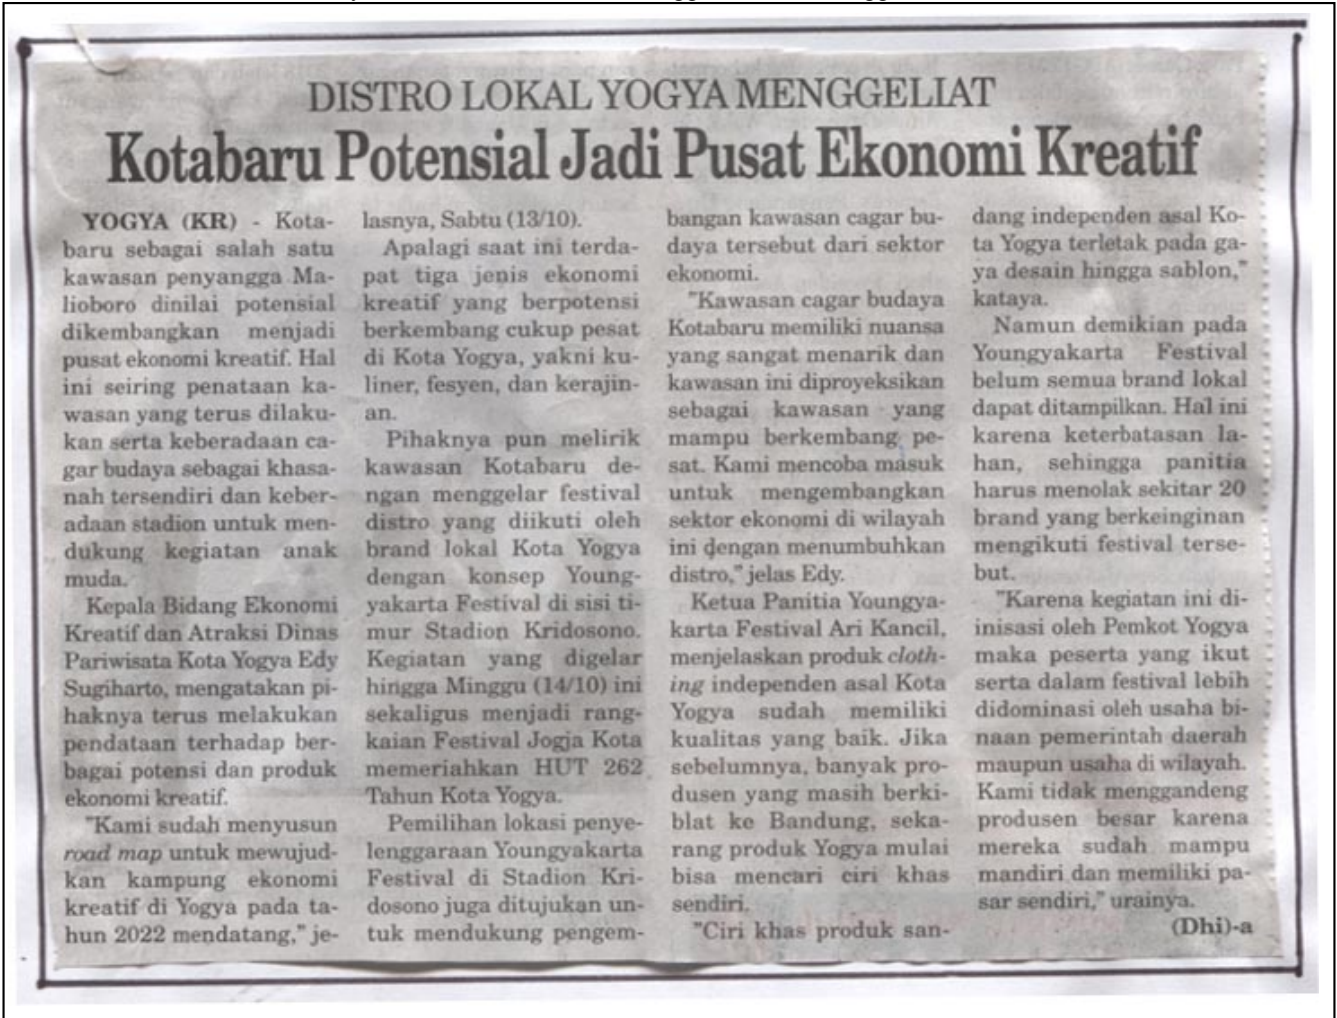 DISTRO LOKAL YOGYA MENGGELIAT
Kotabaru Potensial Jadi Pusat Ekonomi Kreatif
YOGYA (KR) - Kota-
baru sebagai salah satu
kawasan penyangga Ma-
lioboro dinilai potensial
dikembangkan menjadi
pusat ekonomi kreatif. Hal
ini seiring penataan ka-
wasan yang terus dilaku-
kan serta keberadaan ca-
gar budaya sebagai khasa-
nah tersendiri dan keber-
adaan stadion untuk men-
dukung kegiatan anak
muda.
Kepala Bidang Ekonomi
Kreatif dan Atraksi Dinas
Pariwisata Kota Yogya Edy
Sugiharto, mengatakan pi-
haknya terus melakukan
pendataan terhadap ber-
bagai potensi dan produk
ekonomi kreatif.
"Kami sudah menyusun
road map untuk mewujud-
kan kampung ekonomi
kreatif di Yogya pada ta-
hun 2022 mendatang," je-
lasnya, Sabtu (13/10).
Apalagi saat ini terda-
pat tiga jenis ekonomi
kreatif yang berpotensi
berkembang cukup pesat
di Kota Yogya, yakni ku-
liner, fesyen, dan kerajin-
an.
Pihaknya pun melirik
kawasan Kotabaru de-
ngan menggelar festival
distro yang diikuti oleh
brand lokal Kota Yogya
dengan konsep Young-
yakarta Festival di sisi ti-
mur Stadion Kridosono.
Kegiatan yang digelar
hingga Minggu (14/10) ini
sekaligus menjadi rang-
kaian Festival Jogja Kota
memeriahkan HUT 262
Tahun Kota Yogya.
Pemilihan lokasi penye-
lenggaraan Youngyakarta
Festival di Stadion Kri-
dosono juga ditujukan un-
tuk mendukung pengem-
bangan kawasan cagar bu-
daya tersebut dari sektor
ekonomi.
"Kawasan cagar budaya
Kotabaru memiliki nuansa
yang sangat menarik dan
kawasan ini diproyeksikan
sebagai kawasan yang
mampu berkembang pe-
sat. Kami mencoba masuk
untuk mengembangkan
sektor ekonomi di wilayah
ini dengan menumbuhkan
distro," jelas Edy.
Ketua Panitia Youngya-
karta Festival Ari Kancil,
menjelaskan produk cloth-
ing independen asal Kota
Yogya sudah memiliki
kualitas yang baik. Jika
sebelumnya, banyak pro-
dusen yang masih berki-
blat ke Bandung, seka-
rang produk Yogya mulai
bisa mencari ciri khas
sendiri.
"Ciri khas produk san-
dang independen asal Ko-
ta Yogya terletak pada ga-
ya desain hingga sablon,"
kataya.
Namun demikian pada
Youngyakarta Festival
belum semua brand lokal
dapat ditampilkan. Hal ini
karena keterbatasan la-
han, sehingga panitia
harus menolak sekitar 20
brand yang berkeinginan
mengikuti festival terse-
but.
"Karena kegiatan ini di-
inisasi oleh Pemkot Yogya
maka peserta yang ikut
serta dalam festival lebih
didominasi oleh usaha bi-
naan pemerintah daerah
maupun usaha di wilayah.
Kami tidak menggandeng
produsen besar karena
mereka sudah mampu
mandiri dan memiliki pa-
sar sendiri," urainya.
(Dhi)-a